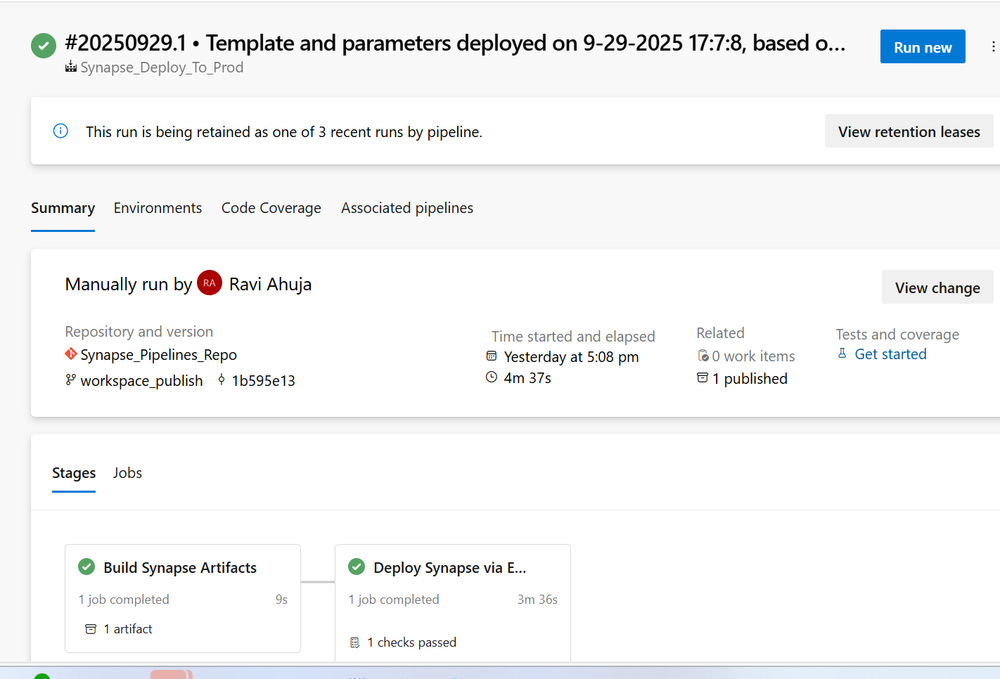 #20250929.1 • Template and parameters deployed on 9-29-2025 17:7:8, based o...
Run new
Synapse_Deploy_To_Prod
This run is being retained as one of 3 recent runs by pipeline.
View retention leases
Summary Environments Code Coverage Associated pipelines
Manually run by RA Ravi Ahuja
View change
Repository and version
Synapse_Pipelines_Repo
workspace_publish 1b595e13
Time started and elapsed
Yesterday at 5:08 pm
4m 37s
Related
0 work items
1 published
Tests and coverage
Get started
Stages Jobs
Build Synapse Artifacts
1 job completed 9s
1 artifact
Deploy Synapse via E...
1 job completed 3m 36s
1 checks passed